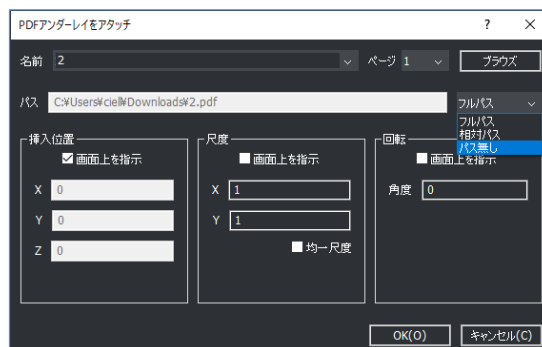 PDFアンダーレイをアタッチ ? ×
名前 2 ページ 1 ブラウズ
パス C:¥Users¥ciell¥Downloads¥2.pdf フルパス
フルパス
相対パス
パス無し
挿入位置 尺度 回転
画面上を指示 画面上を指示 画面上を指示
X 0 X 1 角度 0
Y 0 Y 1
Z 0 均一尺度
OK(O) キャンセル(C)